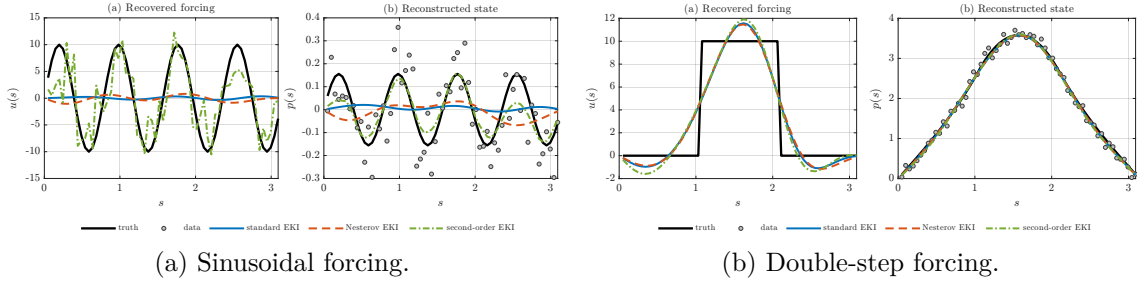 (a) Recovered forcing
15
10
5
0
-5
-10
-15
0 1 2 3
u(s)
s
(b) Reconstructed state
0.4
0.3
0.2
0.1
0
-0.1
-0.2
-0.3
0 1 2 3
p(s)
s
truth data standard EKI Nesterov EKI second-order EKI
(a) Sinusoidal forcing.
(a) Recovered forcing
12
10
8
6
4
2
0
-2
0 1 2 3
u(s)
s
(b) Reconstructed state
4
3
2
1
0
0 1 2 3
p(s)
s
truth data standard EKI Nesterov EKI second-order EKI
(b) Double-step forcing.